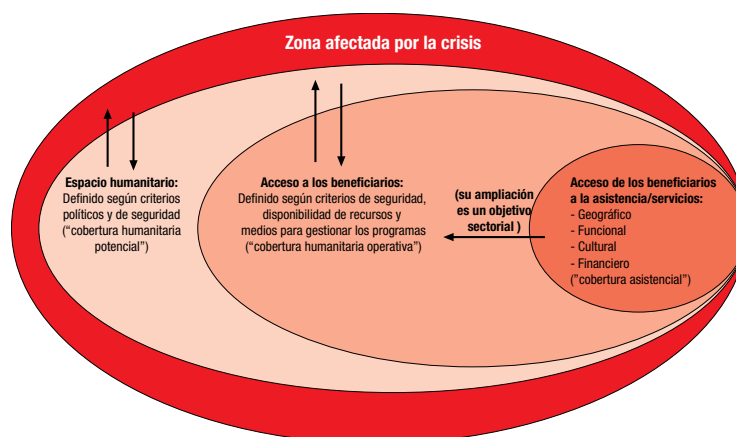 Zona afectada por la crisis
Espacio humanitario:
Definido según criterios
políticos y de seguridad
(“cobertura humanitaria
potencial”)
Acceso a los beneficiarios:
Definido según criterios de seguridad,
disponibilidad de recursos y
medios para gestionar los programas
(“cobertura humanitaria operativa”)
(su ampliación
es un objetivo
sectorial )
Acceso de los beneficiarios
a la asistencia/servicios:
- Geográfico
- Funcional
- Cultural
- Financiero
(”cobertura asistencial”)